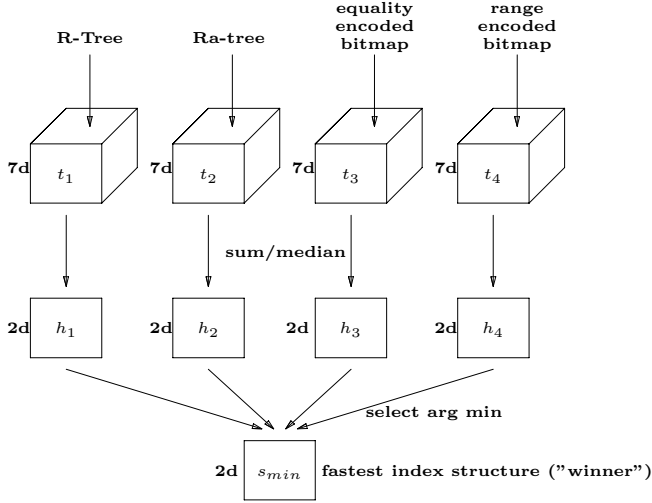 R-Tree
Ra-tree
equality
encoded
bitmap
range
encoded
bitmap
7d t₁
7d t₂
7d t₃
7d t₄
sum/median
2d h₁
2d h₂
2d h₃
2d h₄
select arg min
2d sₘᵢₙ fastest index structure (”winner”)